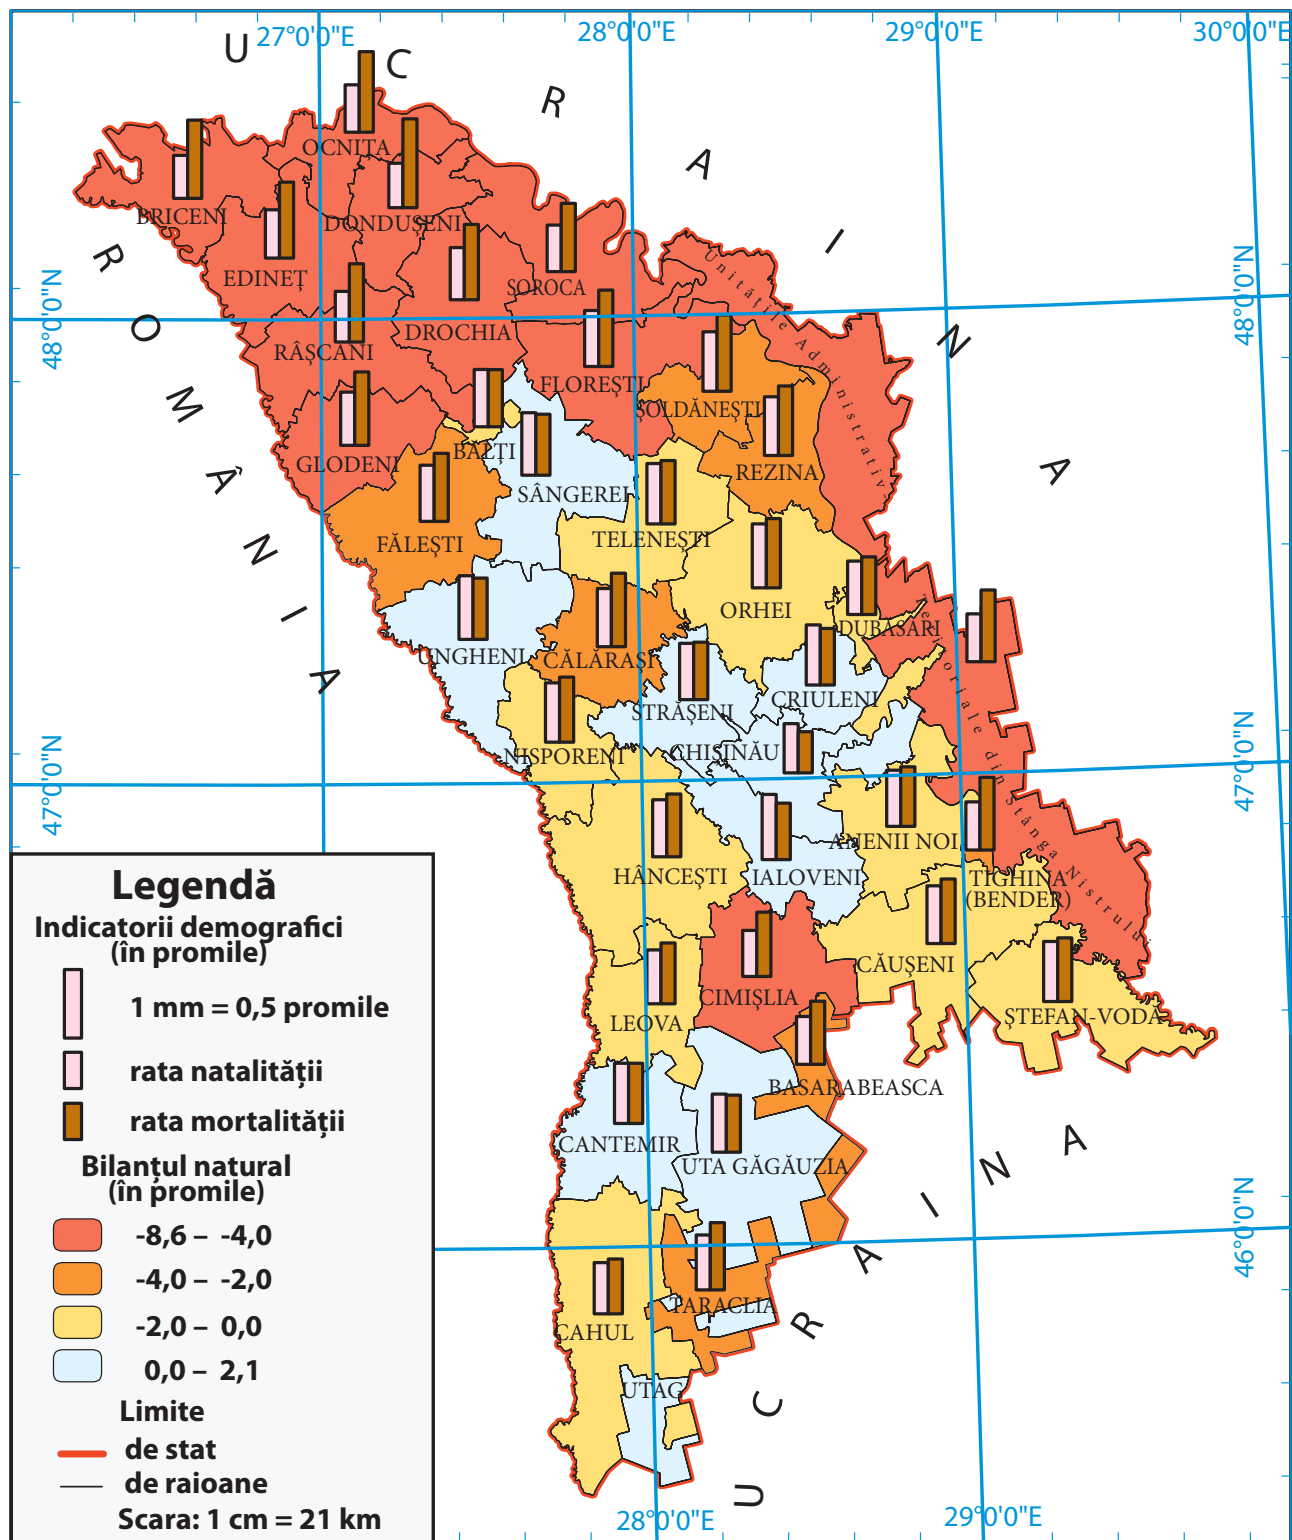 27°0'0"E
28°0'0"E
29°0'0"E
30°0'0"E
U C R A I N A
R O M Â N I A
OCNIȚA
BRICENI
DONDUȘENI
EDINEȚ
SOROCA
Unitățile Administrativ
Teritoriale din Stânga Nistrului
48°0'0"N
48°0'0"N
DROCHIA
RÂȘCANI
FLOREȘTI
ȘOLDĂNEȘTI
BĂLȚI
GLODENI
REZINA
SÂNGEREI
FĂLEȘTI
TELENEȘTI
ORHEI
DUBĂSARI
UNGHENI
CĂLĂRAȘI
CRIULENI
STRĂȘENI
CHIȘINĂU
NISPORENI
47°0'0"N
47°0'0"N
ANENII NOI
HÂNCEȘTI
IALOVENI
TIGHINA
(BENDER)
CĂUȘENI
CIMIȘLIA
LEOVA
ȘTEFAN-VODĂ
BASARABEASCA
CANTEMIR
UTA GĂGĂUZIA
46°0'0"N
TARACLIA
CAHUL
UTAG
U C R A I N A
28°0'0"E
29°0'0"E
Legendă
Indicatorii demografici
(în promile)
1 mm = 0,5 promile
rata natalității
rata mortalității
Bilanțul natural
(în promile)
-8,6 – -4,0
-4,0 – -2,0
-2,0 – 0,0
0,0 – 2,1
Limite
de stat
de raioane
Scara: 1 cm = 21 km